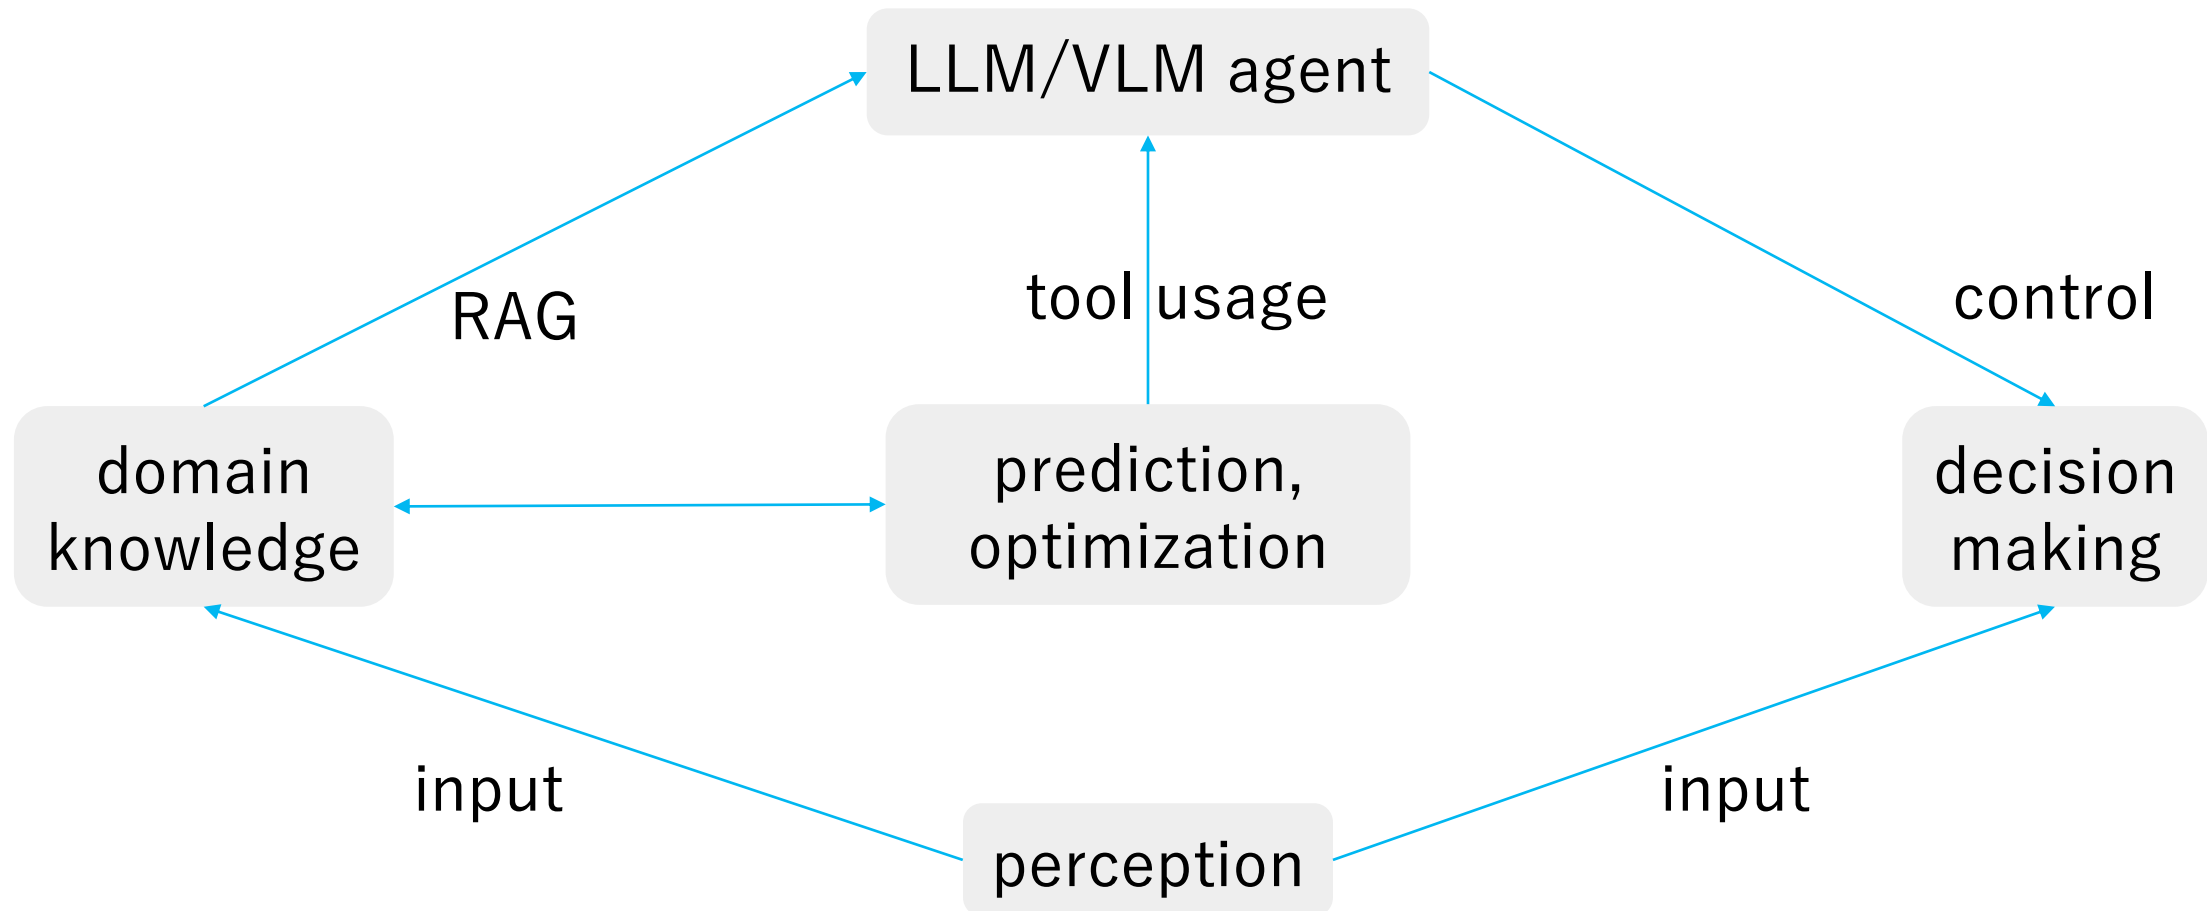 LLM/VLM agent
RAG
tool usage
control
domain
knowledge
prediction,
optimization
decision
making
input
input
perception